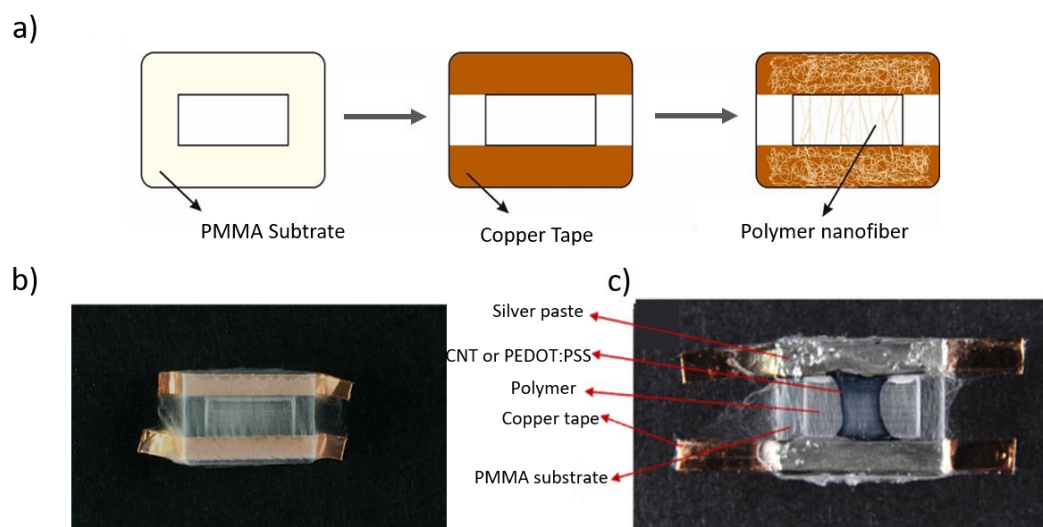 a)
PMMA Subtrate
Copper Tape
Polymer nanofiber
b)
c)
Silver paste
CNT or PEDOT:PSS
Polymer
Copper tape
PMMA substrate